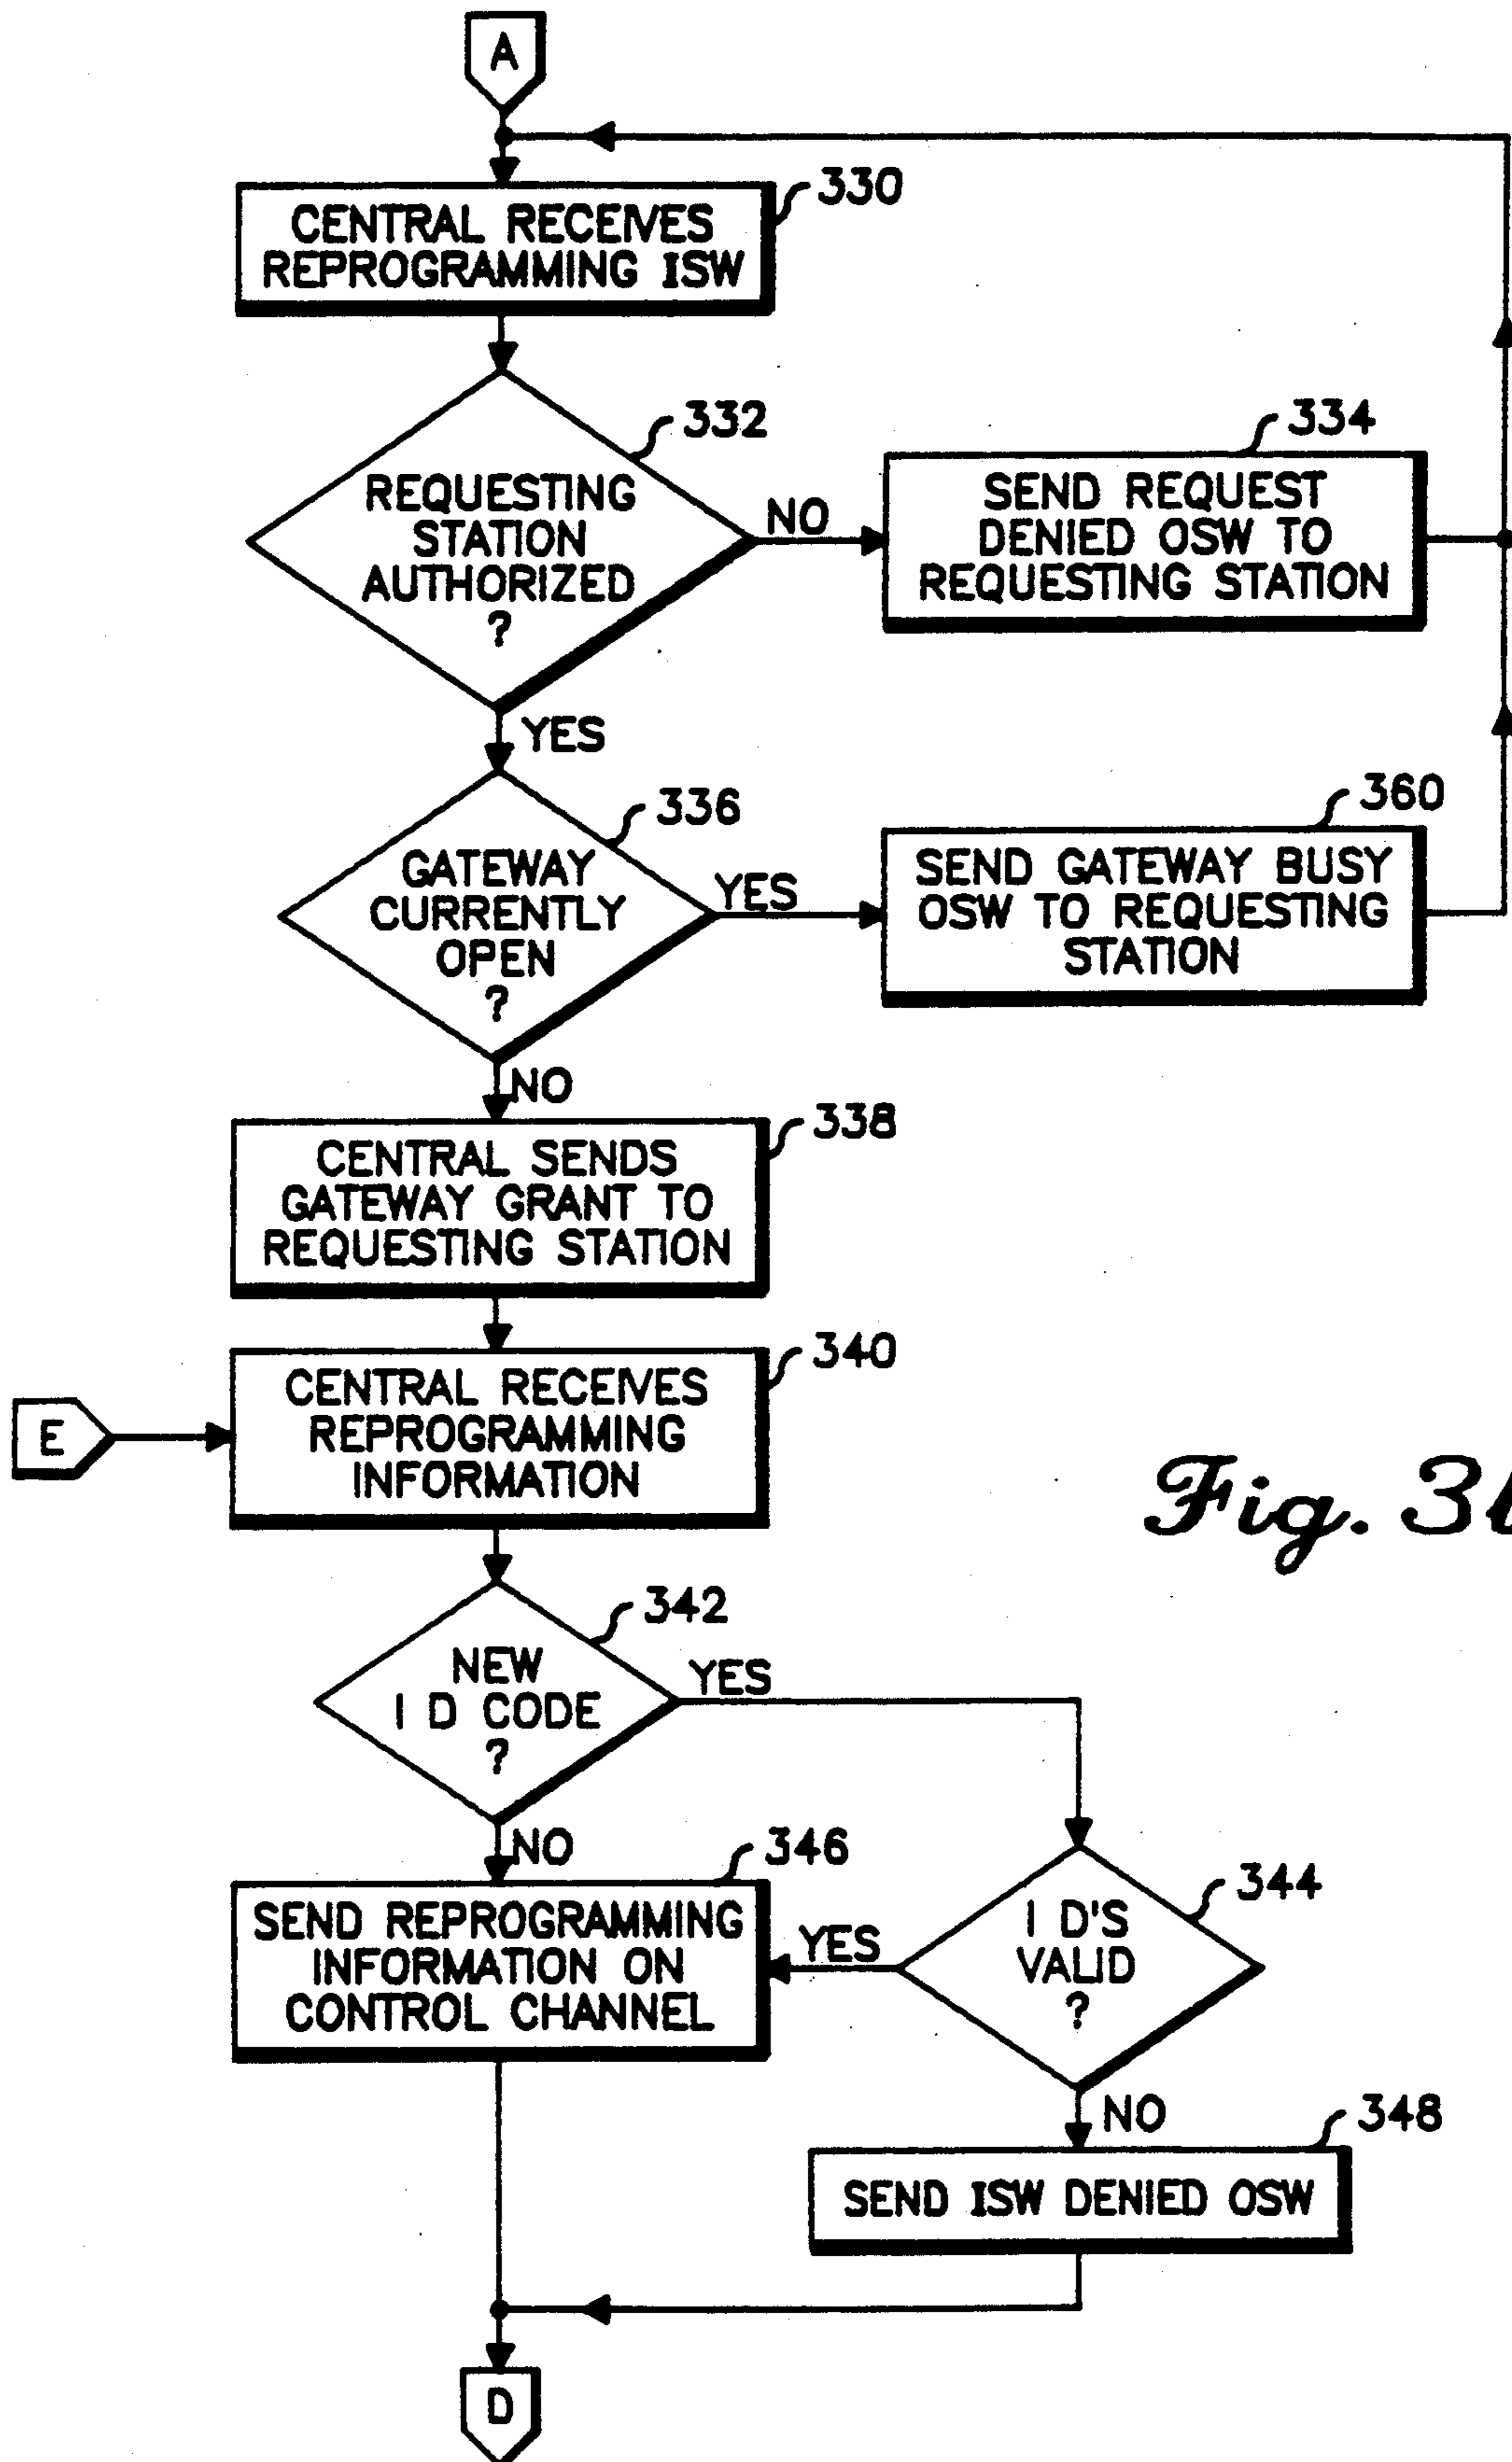 A
330
CENTRAL RECEIVES
REPROGRAMMING ISW
332
REQUESTING
STATION
AUTHORIZED
?
NO
334
SEND REQUEST
DENIED OSW TO
REQUESTING STATION
YES
336
GATEWAY
CURRENTLY
OPEN
?
YES
360
SEND GATEWAY BUSY
OSW TO REQUESTING
STATION
NO
338
CENTRAL SENDS
GATEWAY GRANT TO
REQUESTING STATION
340
CENTRAL RECEIVES
REPROGRAMMING
INFORMATION
E
Fig.
342
NEW
I D CODE
?
YES
NO
346
SEND REPROGRAMMING
INFORMATION ON
CONTROL CHANNEL
344
I D'S
VALID
?
YES
NO
348
SEND ISW DENIED OSW
D